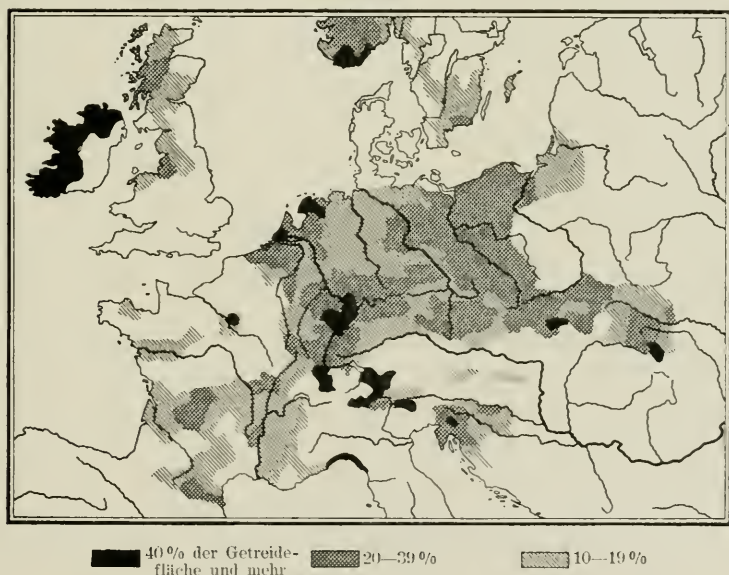 40% der Getreide-
fläche und mehr
20—39%
10—19%